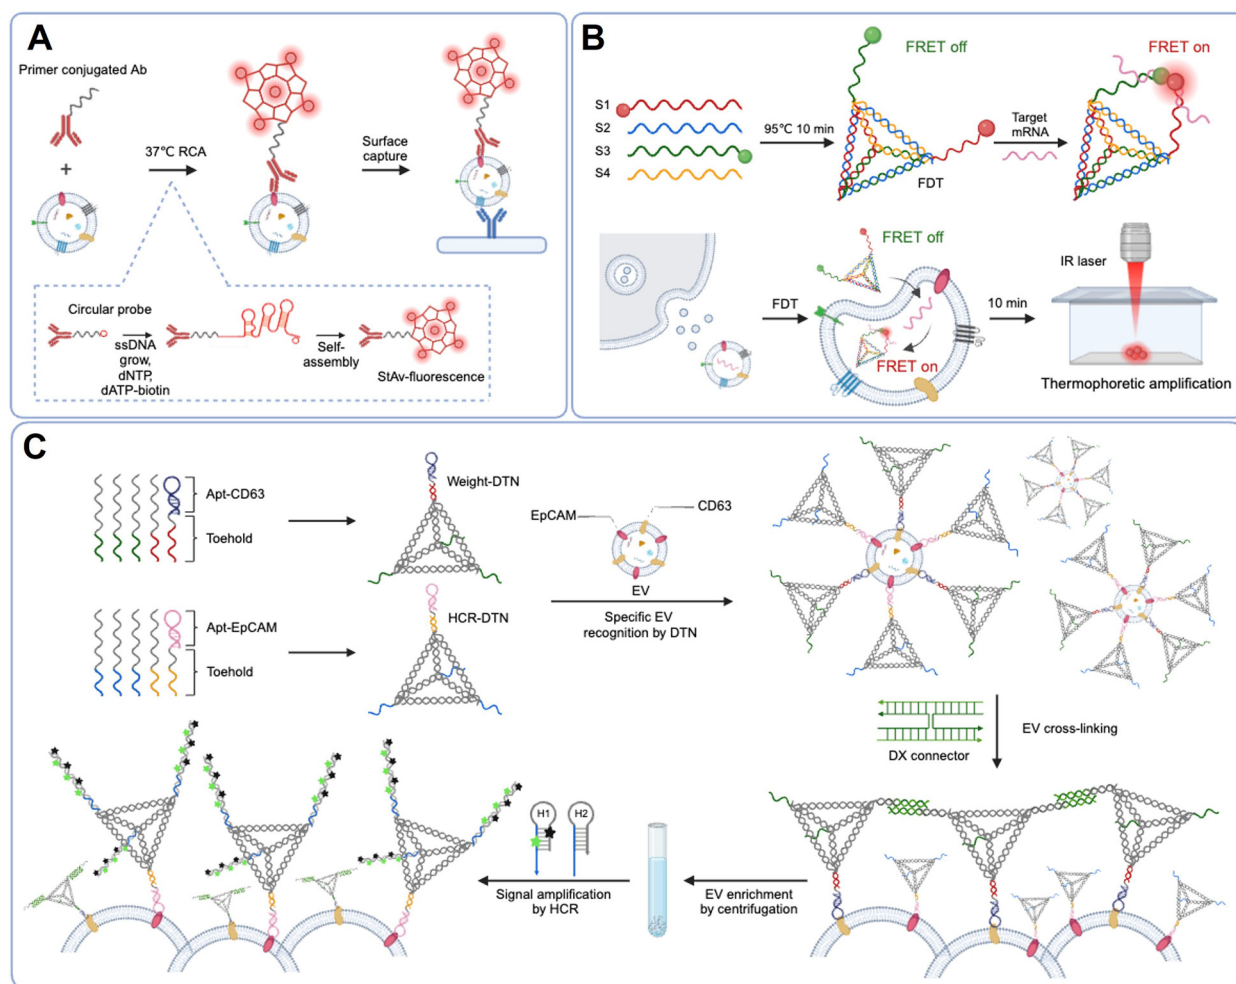 A
Primer conjugated Ab
+
37℃ RCA
Surface
capture
Circular probe
ssDNA
grow,
dNTP,
dATP-biotin
Self-
assembly
StAv-fluorescence
B
S1
S2
S3
S4
95℃ 10 min
FRET off
FDT
Target
mRNA
FRET on
FDT
FRET off
FRET on
10 min
IR laser
Thermophoretic amplification
C
Apt-CD63
Toehold
Weight-DTN
Apt-EpCAM
Toehold
HCR-DTN
EpCAM
CD63
EV
Specific EV
recognition by DTN
DX connector
EV cross-linking
EV enrichment
by centrifugation
H1
H2
Signal amplification
by HCR